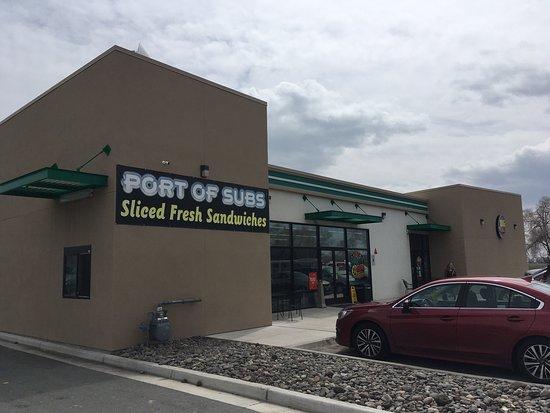 PORT OF SUBS
Sliced Fresh Sandwiches